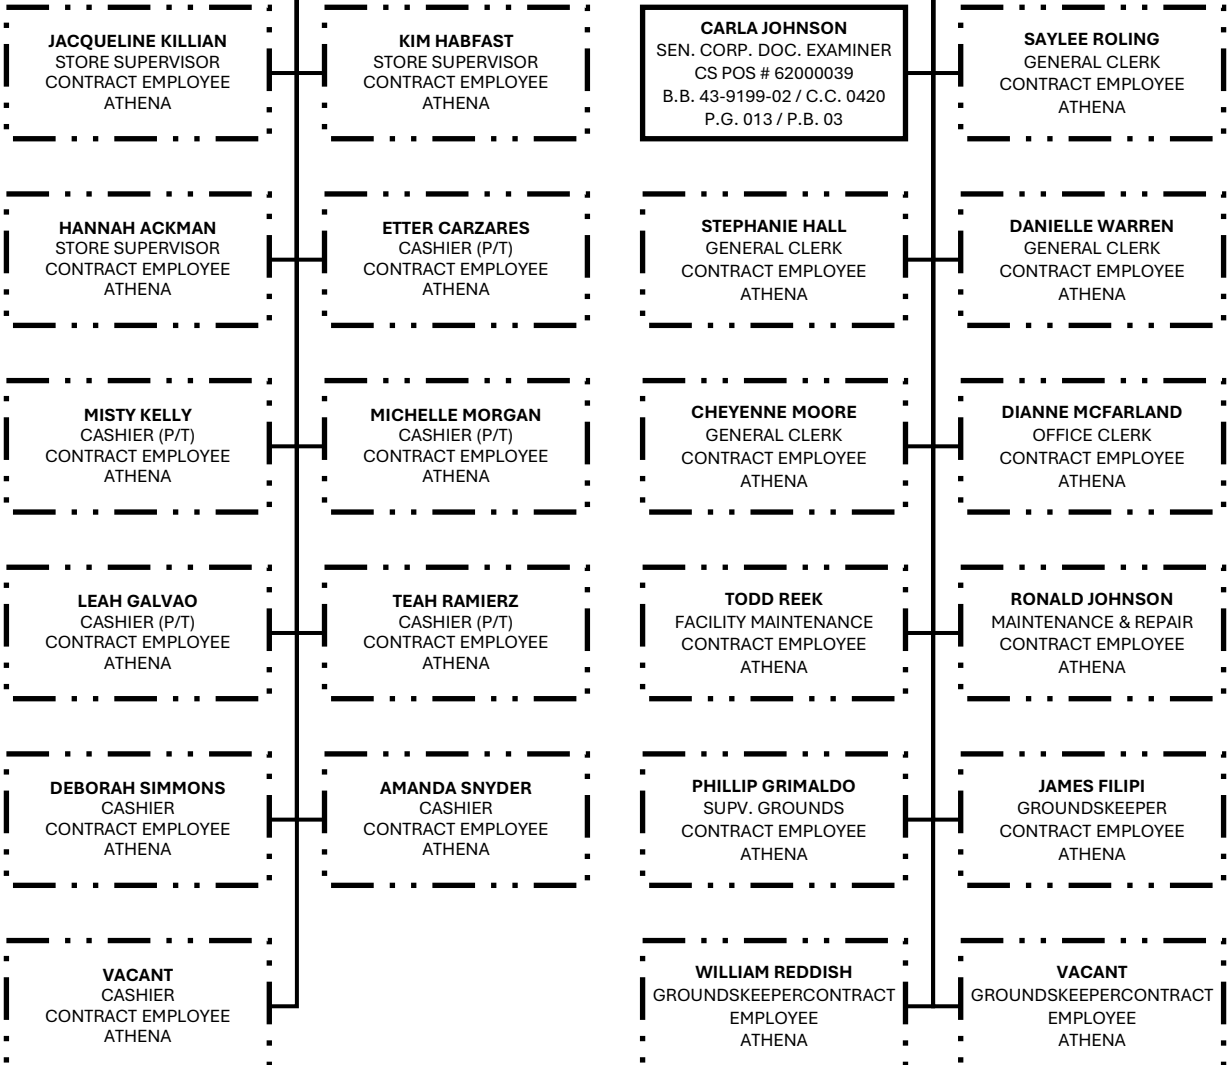 JACQUELINE KILLIAN
STORE SUPERVISOR
CONTRACT EMPLOYEE
ATHENA
KIM HABFAST
STORE SUPERVISOR
CONTRACT EMPLOYEE
ATHENA
CARLA JOHNSON
SEN. CORP. DOC. EXAMINER
CS POS # 62000039
B.B. 43-9199-02 / C.C. 0420
P.G. 013 / P.B. 03
SAYLEE ROLING
GENERAL CLERK
CONTRACT EMPLOYEE
ATHENA
HANNAH ACKMAN
STORE SUPERVISOR
CONTRACT EMPLOYEE
ATHENA
ETTER CARZARES
CASHIER (P/T)
CONTRACT EMPLOYEE
ATHENA
STEPHANIE HALL
GENERAL CLERK
CONTRACT EMPLOYEE
ATHENA
DANIELLE WARREN
GENERAL CLERK
CONTRACT EMPLOYEE
ATHENA
MISTY KELLY
CASHIER (P/T)
CONTRACT EMPLOYEE
ATHENA
MICHELLE MORGAN
CASHIER (P/T)
CONTRACT EMPLOYEE
ATHENA
CHEYENNE MOORE
GENERAL CLERK
CONTRACT EMPLOYEE
ATHENA
DIANNE MCFARLAND
OFFICE CLERK
CONTRACT EMPLOYEE
ATHENA
LEAH GALVAO
CASHIER (P/T)
CONTRACT EMPLOYEE
ATHENA
TEAH RAMIERZ
CASHIER (P/T)
CONTRACT EMPLOYEE
ATHENA
TODD REEK
FACILITY MAINTENANCE
CONTRACT EMPLOYEE
ATHENA
RONALD JOHNSON
MAINTENANCE & REPAIR
CONTRACT EMPLOYEE
ATHENA
DEBORAH SIMMONS
CASHIER
CONTRACT EMPLOYEE
ATHENA
AMANDA SNYDER
CASHIER
CONTRACT EMPLOYEE
ATHENA
PHILLIP GRIMALDO
SUPV. GROUNDS
CONTRACT EMPLOYEE
ATHENA
JAMES FILIPI
GROUNDSKEEPER
CONTRACT EMPLOYEE
ATHENA
VACANT
CASHIER
CONTRACT EMPLOYEE
ATHENA
WILLIAM REDDISH
GROUNDSKEEPERCONTRACT
EMPLOYEE
ATHENA
VACANT
GROUNDSKEEPERCONTRACT
EMPLOYEE
ATHENA